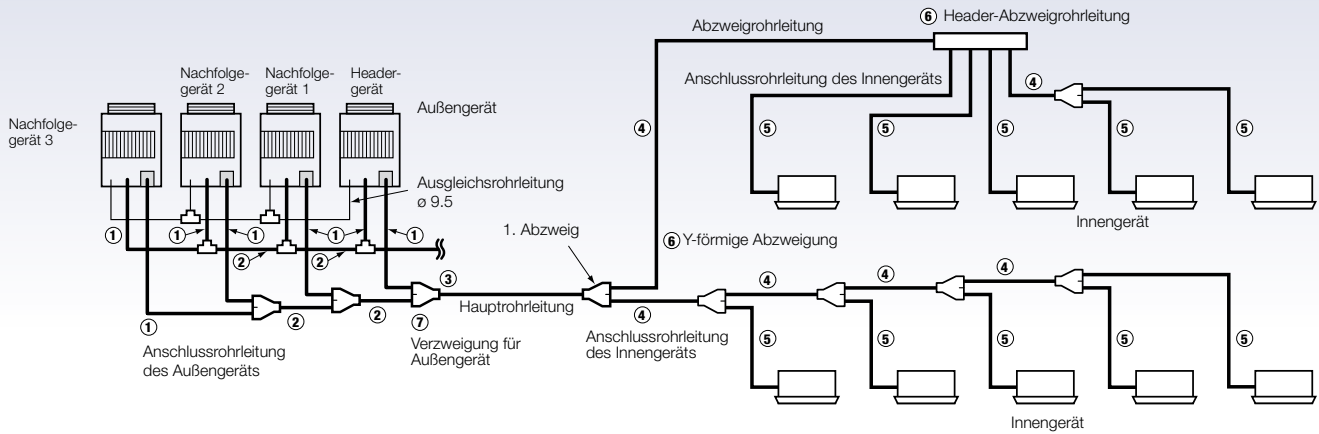 ⑥ Header-Abzweigrohrleitung
Abzweigrohrleitung
Nachfolge-
gerät 2
Nachfolge-
gerät 1
Header-
gerät
Anschlussrohrleitung des Innengeräts
④
Außengerät
Nachfolge-
gerät 3
④
⑤
⑤
⑤
⑤
⑤
Ausgleichsrohrleitung
ø 9.5
Innengerät
①
①
①
①
①
1. Abzweig
⑥ Y-förmige Abzweigung
②
②
③
④
④
④
Hauptrohrleitung
①
②
②
⑦
④
Anschlussrohrleitung
des Außengeräts
Verzweigung für
Außengerät
Anschlussrohrleitung
des Innengeräts
⑤
⑤
⑤
⑤
⑤
Innengerät